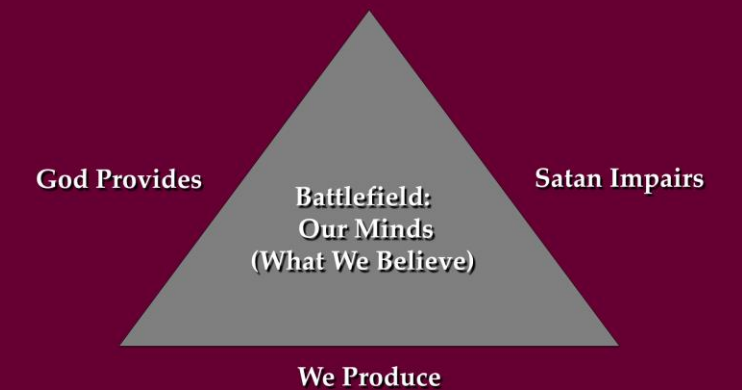 God Provides
Satan Impairs
Battlefield:
Our Minds
(What We Believe)
We Produce